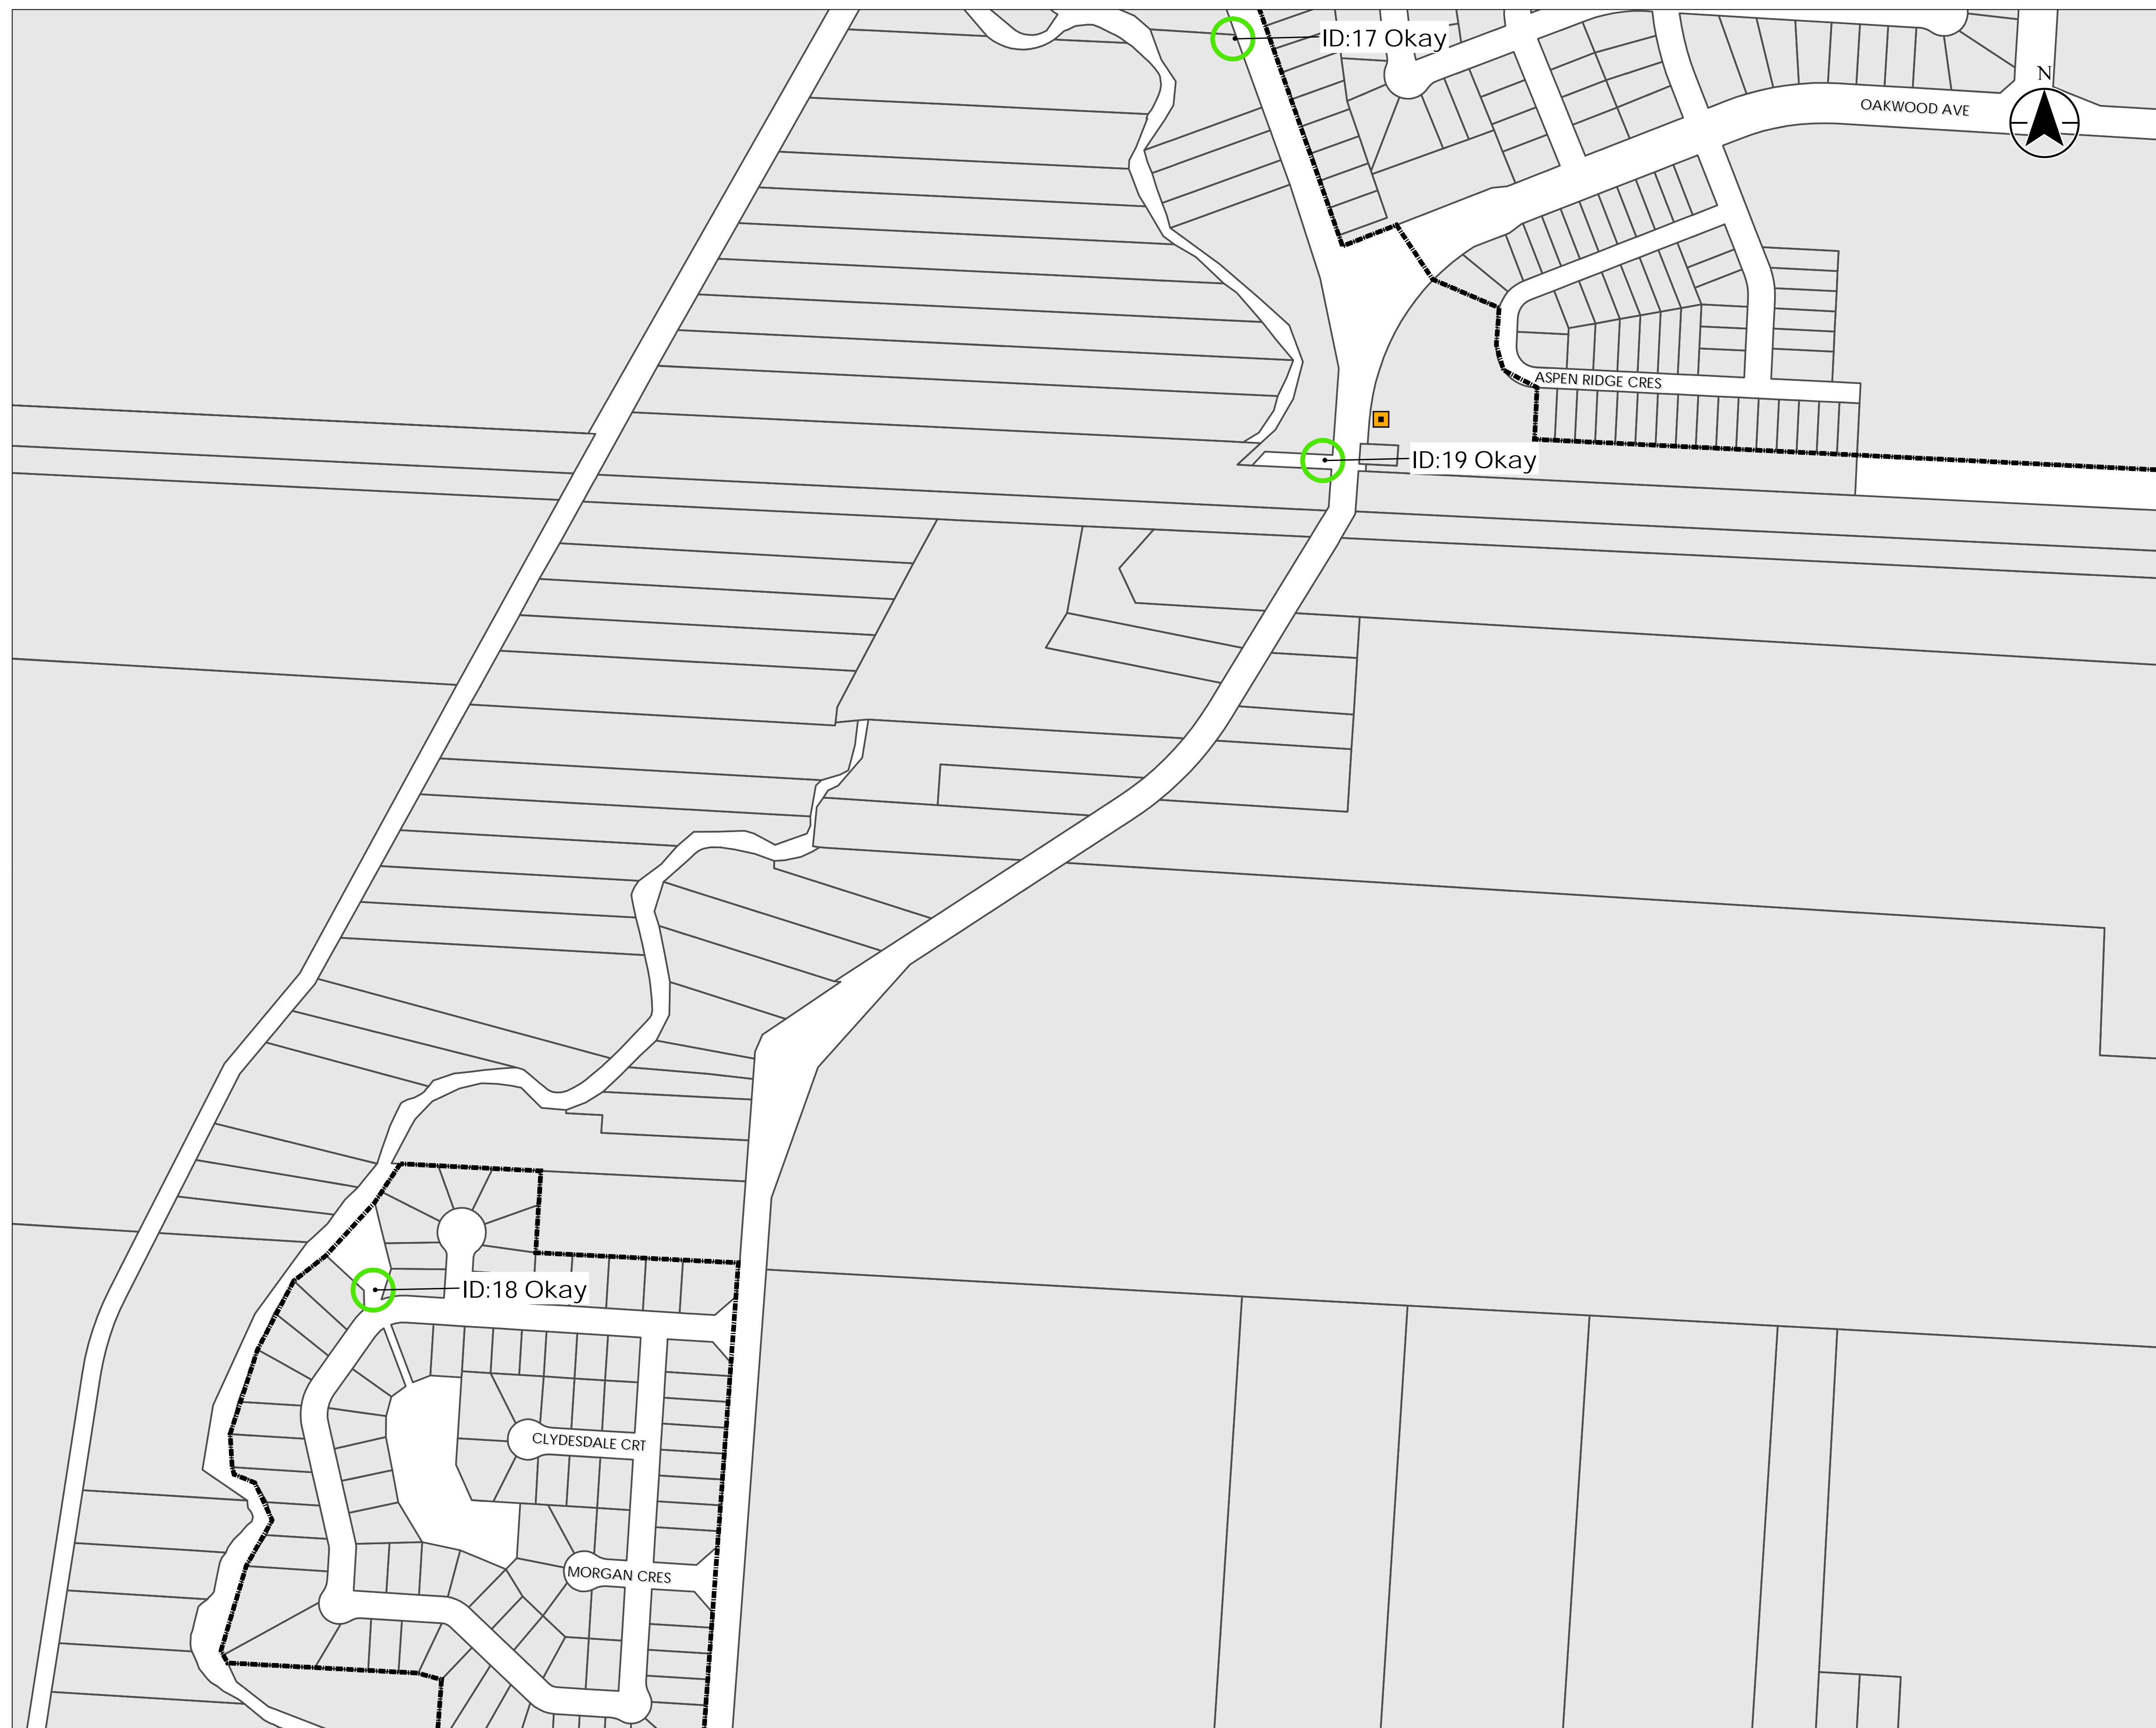 ID:17 Okay
N
OAKWOOD AVE
ASPEN RIDGE CRES
ID:19 Okay
ID:18 Okay
CLYDESDALE CRT
MORGAN CRES